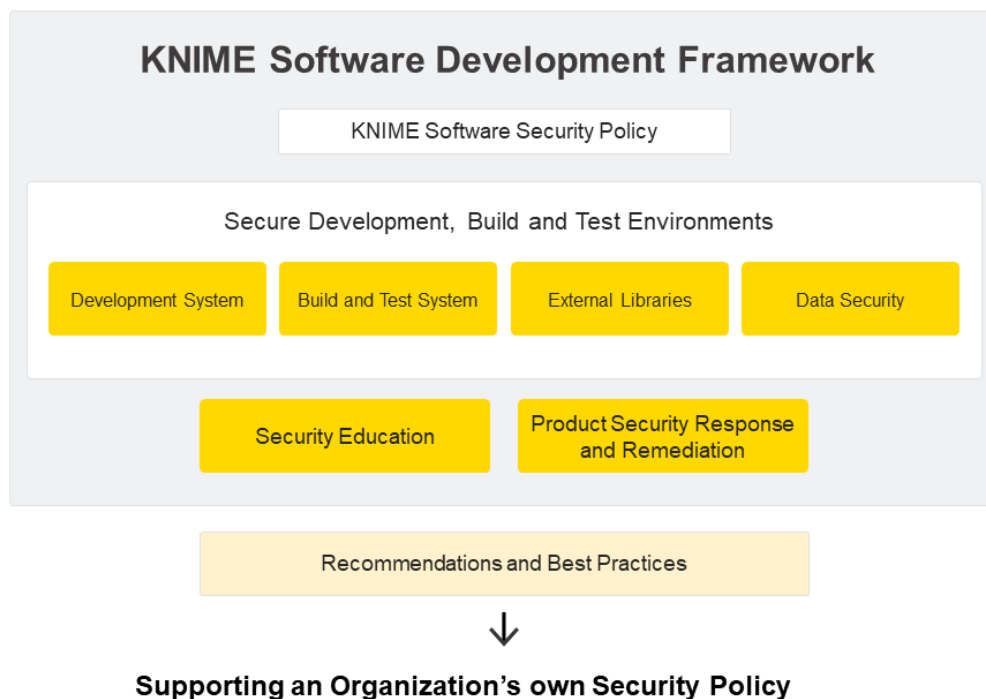 KNIME Software Development Framework
KNIME Software Security Policy
Secure Development, Build and Test Environments
Development System
Build and Test System
External Libraries
Data Security
Security Education
Product Security Response
and Remediation
Recommendations and Best Practices
Supporting an Organization’s own Security Policy